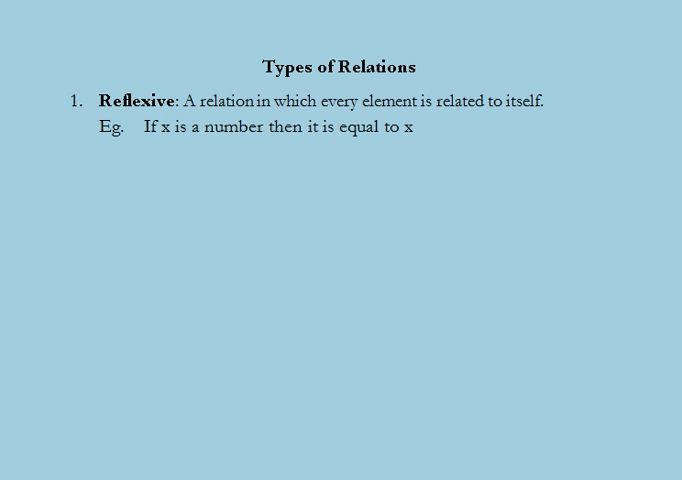 Types of Relations
1. Reflexive: A relation in which every element is related to itself.
Eg. If x is a number then it is equal to x